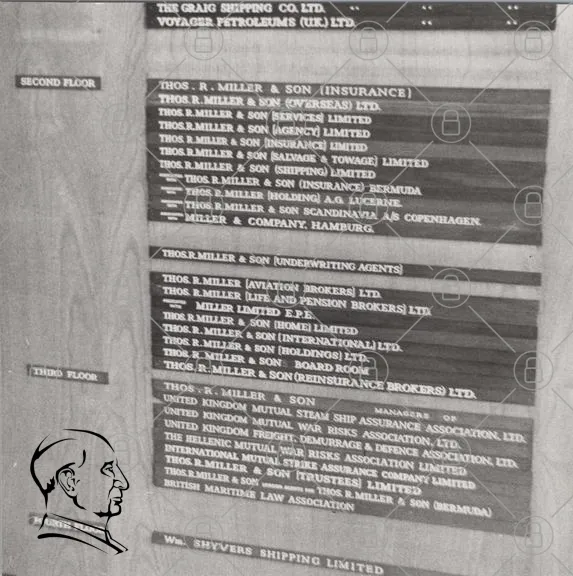 THE GRAIG SHIPPING CO. LTD. " " "
VOYAGER PETROLEUMS (U.K.) LTD. " "
SECOND FLOOR
THOS. R. MILLER & SON (INSURANCE)
THOS. R. MILLER & SON (OVERSEAS) LTD.
THOS. R. MILLER & SON (SERVICES) LIMITED
THOS. R. MILLER & SON (AGENCY) LIMITED
THOS. R. MILLER & SON (INSURANCE) LIMITED
THOS. R. MILLER & SON (SALVAGE & TOWAGE) LIMITED
THOS. R. MILLER & SON (SHIPPING) LIMITED
THOS. R. MILLER & SON (INSURANCE) BERMUDA
THOS. R. MILLER (HOLDING) A.G. LUCERNE.
THOS. R. MILLER & SON SCANDINAVIA A/S COPENHAGEN.
MILLER & COMPANY, HAMBURG.
THOS. R. MILLER & SON (UNDERWRITING AGENTS)
THOS. R. MILLER (AVIATION BROKERS) LTD.
THOS. R. MILLER (LIFE AND PENSION BROKERS) LTD.
MILLER LIMITED E.P.E.
THOS. R. MILLER & SON (HOME) LIMITED
THOS. R. MILLER & SON (INTERNATIONAL) LTD.
THOS. R. MILLER & SON (HOLDINGS) LTD.
THOS. R. MILLER & SON BOARD ROOM
THOS. R. MILLER & SON (REINSURANCE BROKERS) LTD.
THIRD FLOOR
THOS. R. MILLER & SON MANAGERS OF
UNITED KINGDOM MUTUAL STEAM SHIP ASSURANCE ASSOCIATION, LTD.
UNITED KINGDOM MUTUAL WAR RISKS ASSOCIATION, LTD.
UNITED KINGDOM FREIGHT, DEMURRAGE & DEFENCE ASSOCIATION, LTD.
THE HELLENIC MUTUAL WAR RISKS ASSOCIATION LIMITED
INTERNATIONAL MUTUAL STRIKE ASSURANCE COMPANY LIMITED
THOS. R. MILLER & SON (TRUSTEES) LIMITED
THOS. R. MILLER & SON THOS. R. MILLER & SON (BERMUDA)
BRITISH MARITIME LAW ASSOCIATION
FOURTH FLOOR
Wm. SHYVERS SHIPPING LIMITED